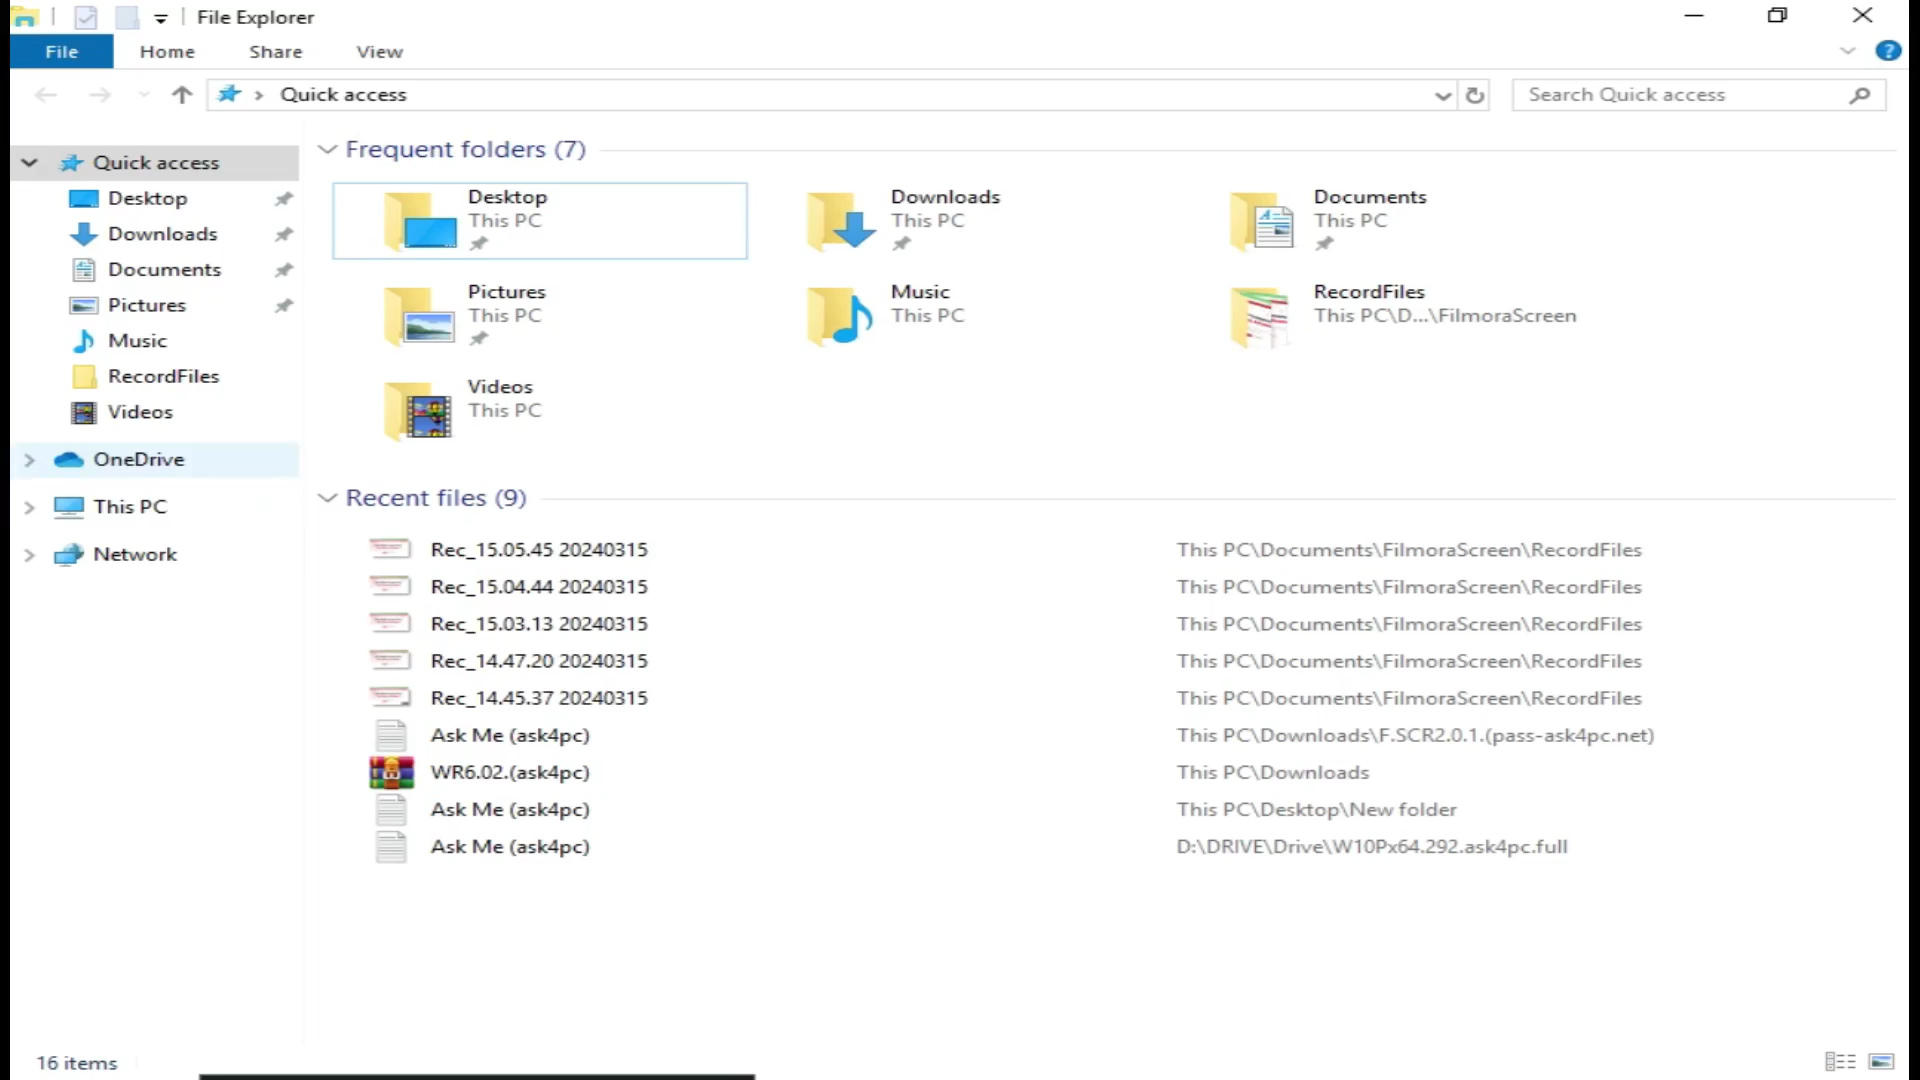 File Explorer
File Home Share View
Quick access
Search Quick access
Quick access
Desktop
Downloads
Documents
Pictures
Music
RecordFiles
Videos
OneDrive
This PC
Network
Frequent folders (7)
Desktop
This PC
Downloads
This PC
Documents
This PC
Pictures
This PC
Music
This PC
RecordFiles
This PC\D...\FilmoraScreen
Videos
This PC
Recent files (9)
Rec_15.05.45 20240315 This PC\Documents\FilmoraScreen\RecordFiles
Rec_15.04.44 20240315 This PC\Documents\FilmoraScreen\RecordFiles
Rec_15.03.13 20240315 This PC\Documents\FilmoraScreen\RecordFiles
Rec_14.47.20 20240315 This PC\Documents\FilmoraScreen\RecordFiles
Rec_14.45.37 20240315 This PC\Documents\FilmoraScreen\RecordFiles
Ask Me (ask4pc) This PC\Downloads\F.SCR2.0.1.(pass-ask4pc.net)
WR6.02.(ask4pc) This PC\Downloads
Ask Me (ask4pc) This PC\Desktop\New folder
Ask Me (ask4pc) D:\DRIVE\Drive\W10Px64.292.ask4pc.full
16 items